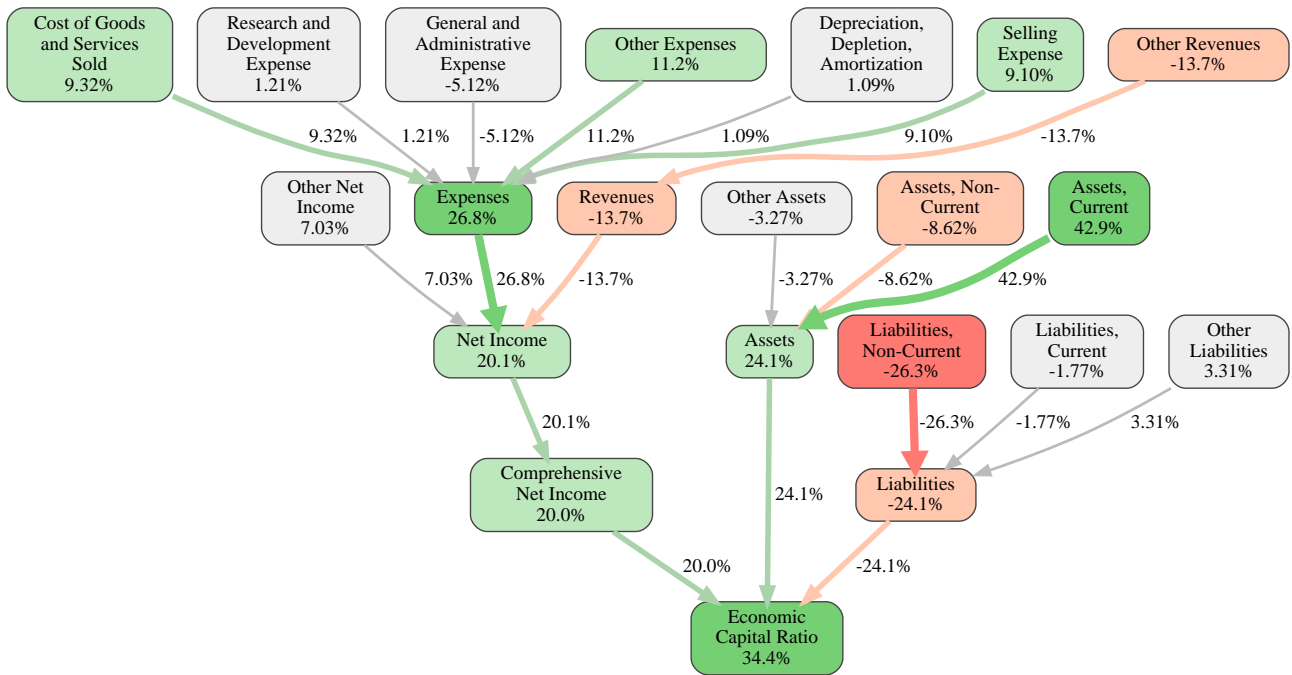 Cost of Goods
and Services
Sold
9.32%
Research and
Development
Expense
1.21%
General and
Administrative
Expense
-5.12%
Other Expenses
11.2%
Depreciation,
Depletion,
Amortization
1.09%
Selling
Expense
9.10%
Other Revenues
-13.7%
9.32%
1.21%
-5.12%
11.2%
1.09%
9.10%
-13.7%
Other Net
Income
7.03%
Expenses
26.8%
Revenues
-13.7%
Other Assets
-3.27%
Assets, Non-
Current
-8.62%
Assets,
Current
42.9%
7.03%
26.8%
-13.7%
-3.27%
-8.62%
42.9%
Net Income
20.1%
Assets
24.1%
Liabilities,
Non-Current
-26.3%
Liabilities,
Current
-1.77%
Other
Liabilities
3.31%
20.1%
-26.3%
-1.77%
3.31%
Comprehensive
Net Income
20.0%
24.1%
Liabilities
-24.1%
20.0%
-24.1%
Economic
Capital Ratio
34.4%